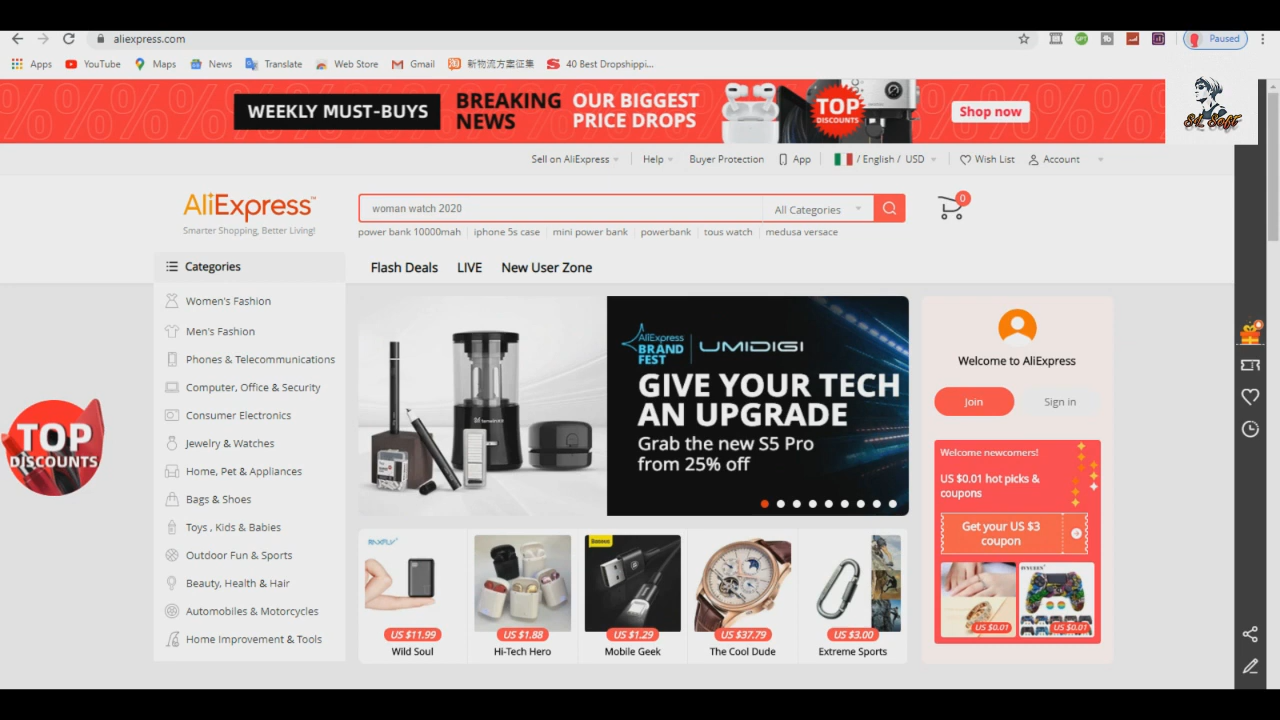 aliexpress.com
Paused
Apps
YouTube
Maps
News
Translate
Web Store
Gmail
新物流方案征集
40 Best Dropshippi...
WEEKLY MUST-BUYS
BREAKING NEWS
OUR BIGGEST PRICE DROPS
TOP DISCOUNTS
Shop now
Sell on AliExpress
Help
Buyer Protection
App
/ English / USD
Wish List
Account
AliExpress™
Smarter Shopping, Better Living!
woman watch 2020
All Categories
0
power bank 10000mah
iphone 5s case
mini power bank
powerbank
tous watch
medusa versace
Categories
Flash Deals
LIVE
New User Zone
Women's Fashion
Men's Fashion
Phones & Telecommunications
Computer, Office & Security
Consumer Electronics
Jewelry & Watches
Home, Pet & Appliances
Bags & Shoes
Toys , Kids & Babies
Outdoor Fun & Sports
Beauty, Health & Hair
Automobiles & Motorcycles
Home Improvement & Tools
TOP
DISCOUNTS
AliExpress
BRAND
FEST
UMIDIGI
GIVE YOUR TECH
AN UPGRADE
Grab the new S5 Pro
from 25% off
Welcome to AliExpress
Join
Sign in
Welcome newcomers!
US $0.01 hot picks &
coupons
Get your US $3
coupon
US $0.01
US $0.01
US $11.99
Wild Soul
US $1.88
Hi-Tech Hero
Baseus
US $1.29
Mobile Geek
US $37.79
The Cool Dude
US $3.00
Extreme Sports